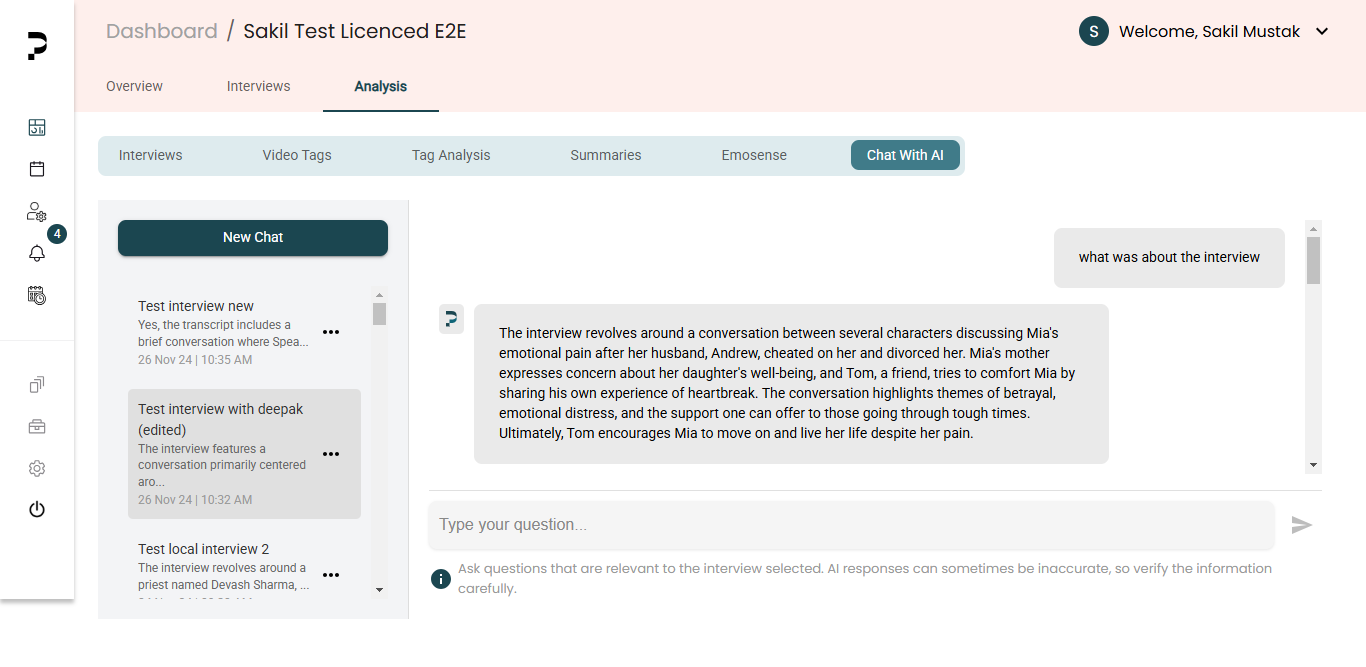 Dashboard / Sakil Test Licenced E2E
S Welcome, Sakil Mustak
Overview Interviews Analysis
Interviews Video Tags Tag Analysis Summaries Emosense Chat With AI
4
New Chat
Test interview new
Yes, the transcript includes a
brief conversation where Spea...
26 Nov 24 | 10:35 AM
Test interview with deepak
(edited)
The interview features a
conversation primarily centered
aro...
26 Nov 24 | 10:32 AM
Test local interview 2
The interview revolves around a
priest named Devash Sharma, ...
what was about the interview
The interview revolves around a conversation between several characters discussing Mia's
emotional pain after her husband, Andrew, cheated on her and divorced her. Mia's mother
expresses concern about her daughter's well-being, and Tom, a friend, tries to comfort Mia by
sharing his own experience of heartbreak. The conversation highlights themes of betrayal,
emotional distress, and the support one can offer to those going through tough times.
Ultimately, Tom encourages Mia to move on and live her life despite her pain.
Type your question...
Ask questions that are relevant to the interview selected. AI responses can sometimes be inaccurate, so verify the information
carefully.